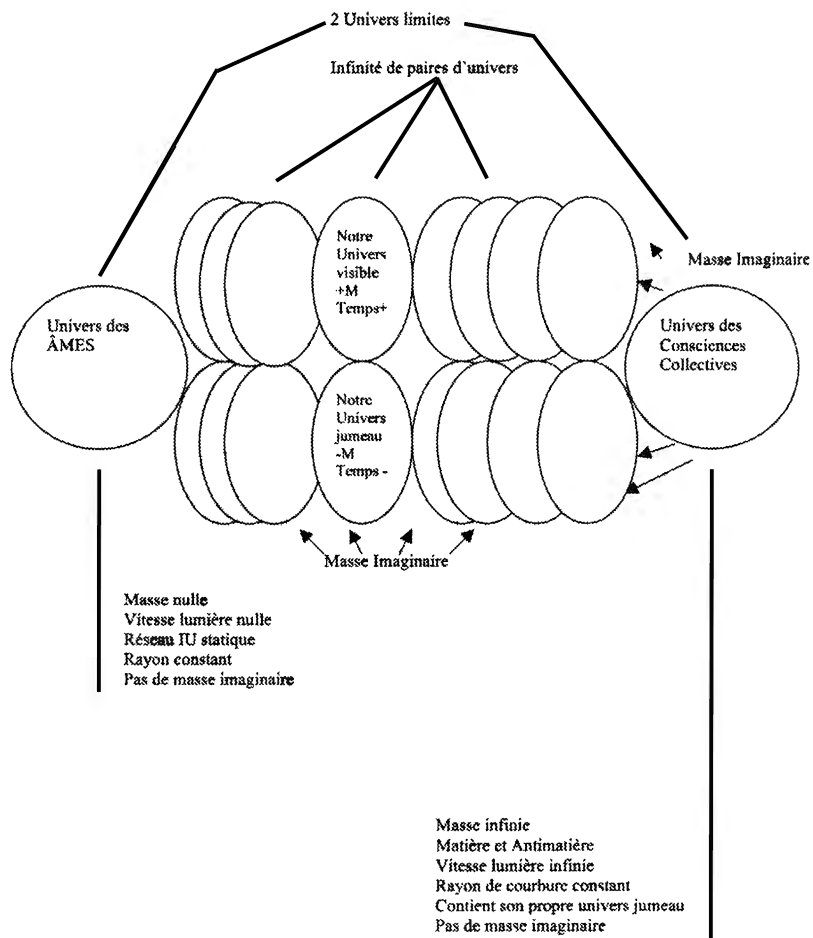 2 Univers limites
Infinité de paires d'univers
Notre
Univers
visible
+M
Temps+
Masse Imaginaire
Univers des
ÂMES
Univers des
Consciences
Collectives
Notre
Univers
jumeau
-M
Temps -
Masse Imaginaire
Masse nulle
Vitesse lumière nulle
Réseau IU statique
Rayon constant
Pas de masse imaginaire
Masse infinie
Matière et Antimatière
Vitesse lumière infinie
Rayon de courbure constant
Contient son propre univers jumeau
Pas de masse imaginaire